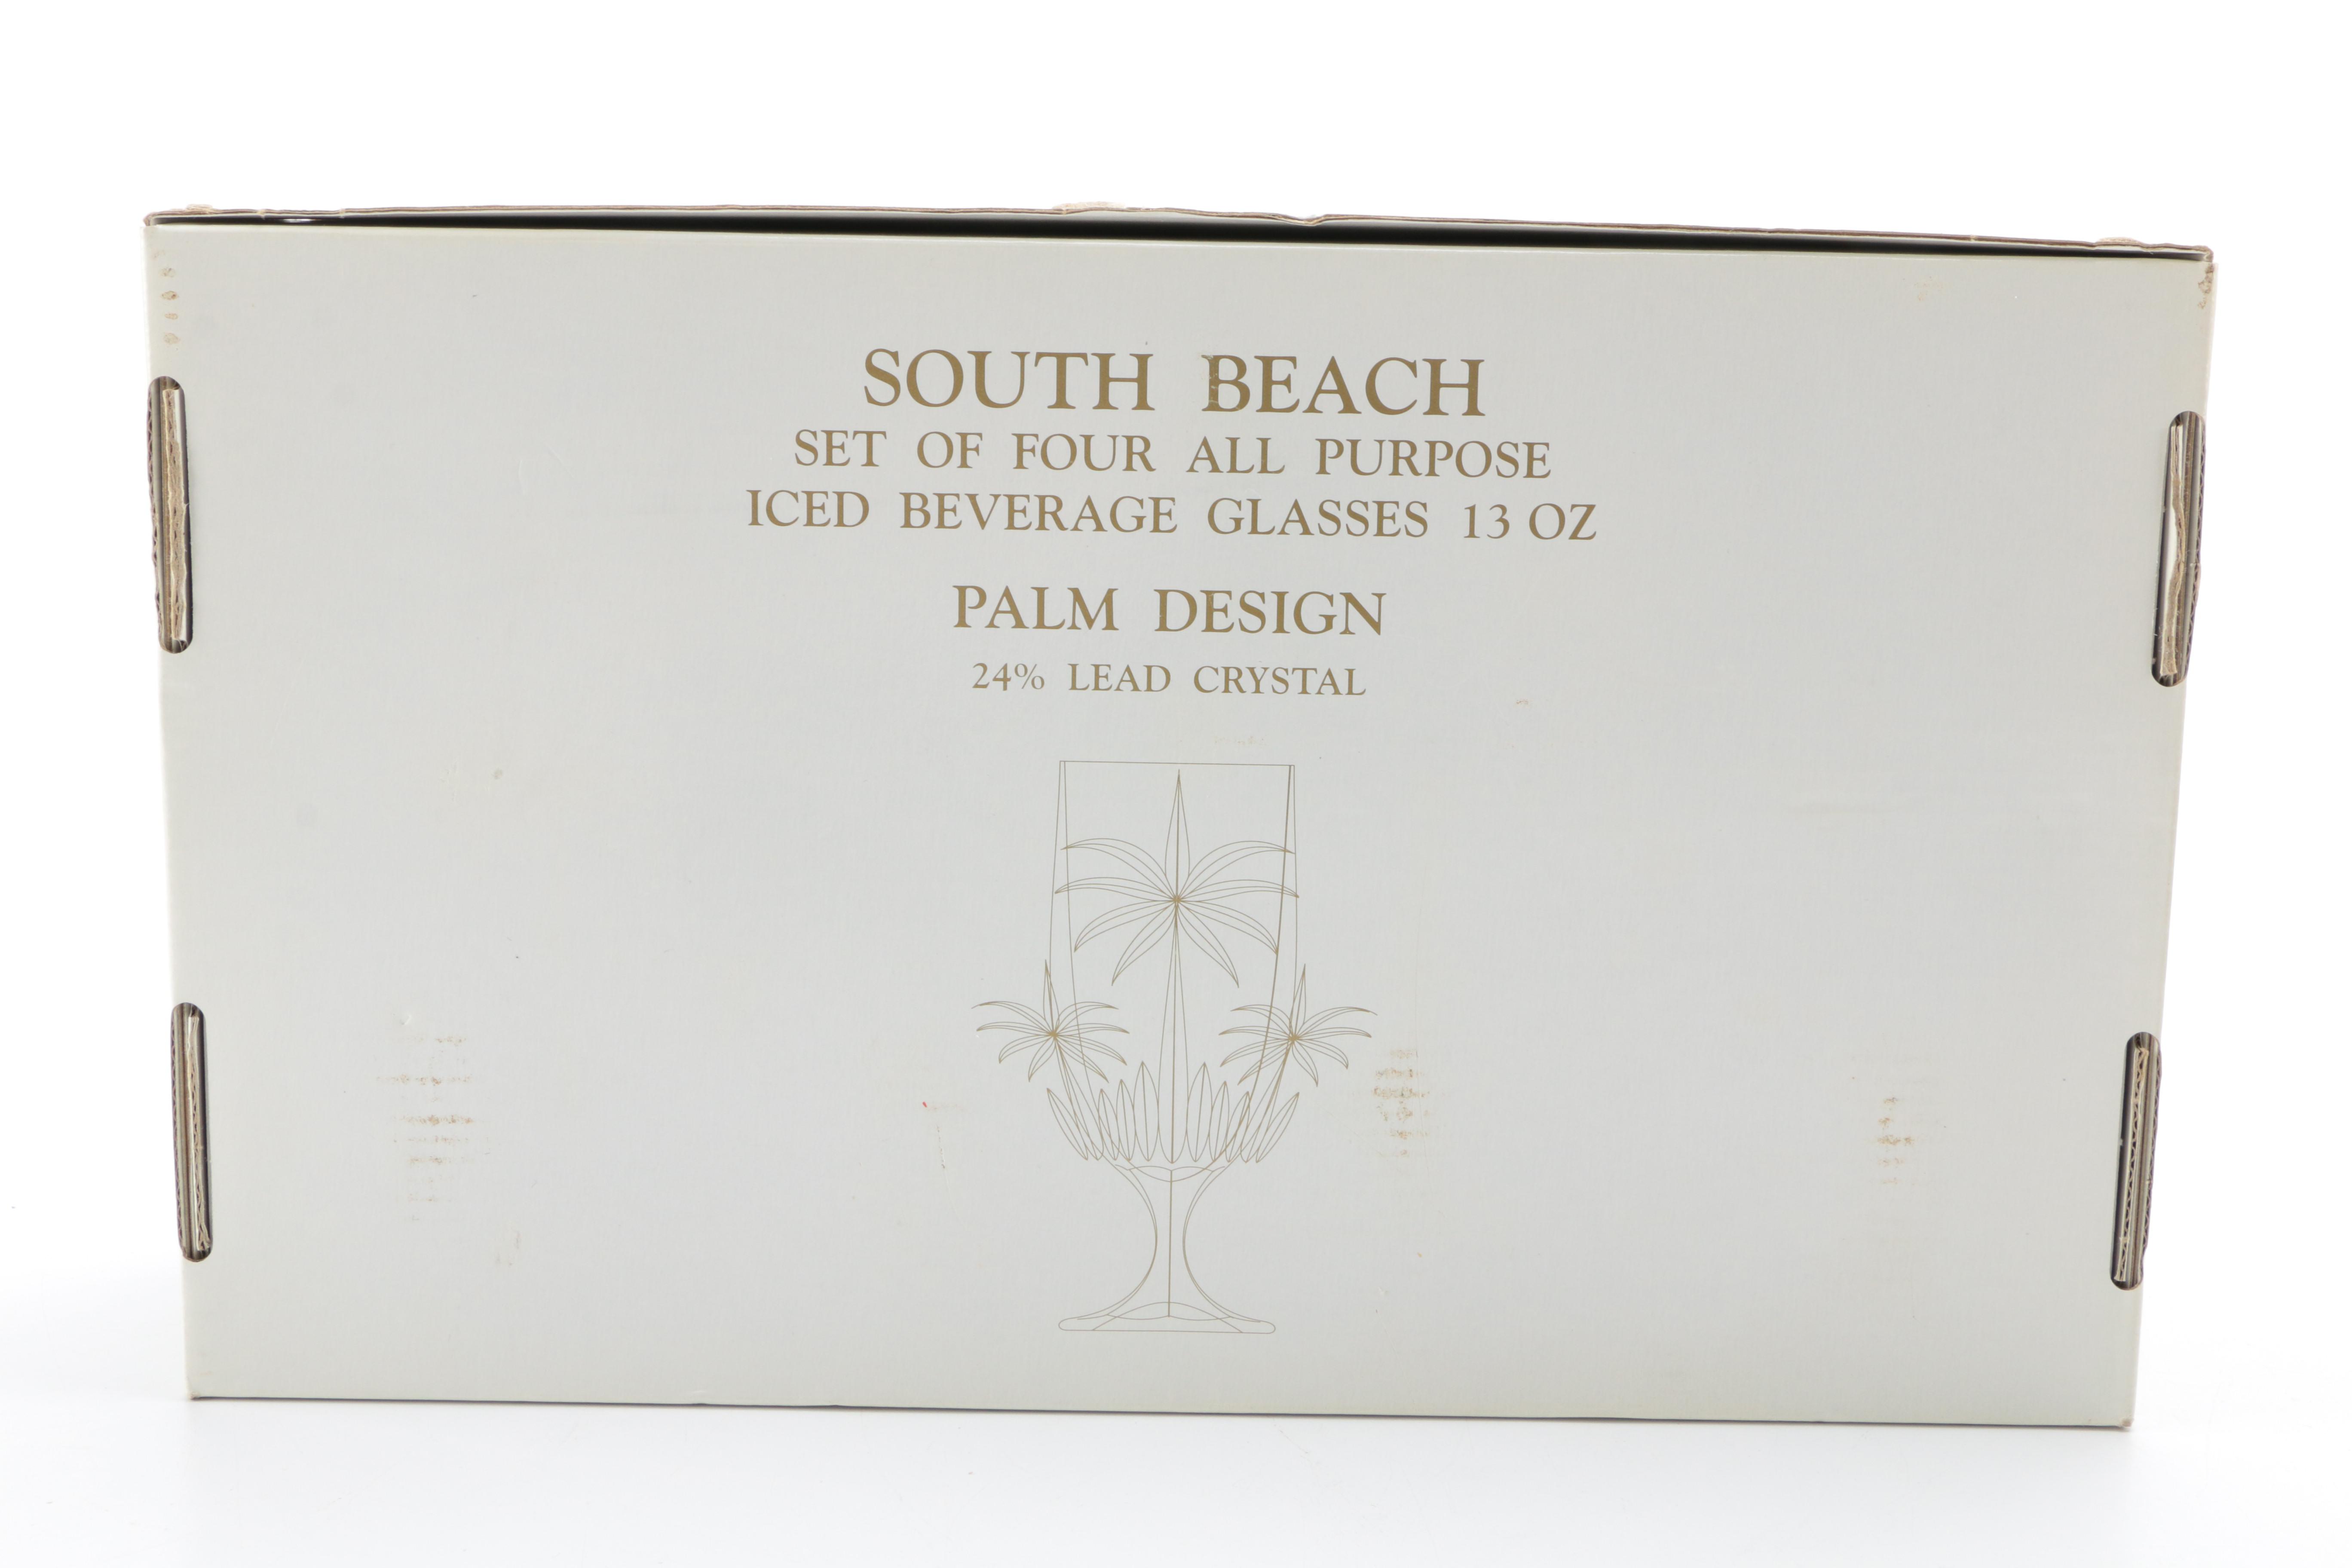 SOUTH BEACH
SET OF FOUR ALL PURPOSE
ICED BEVERAGE GLASSES 13 OZ
PALM DESIGN
24% LEAD CRYSTAL